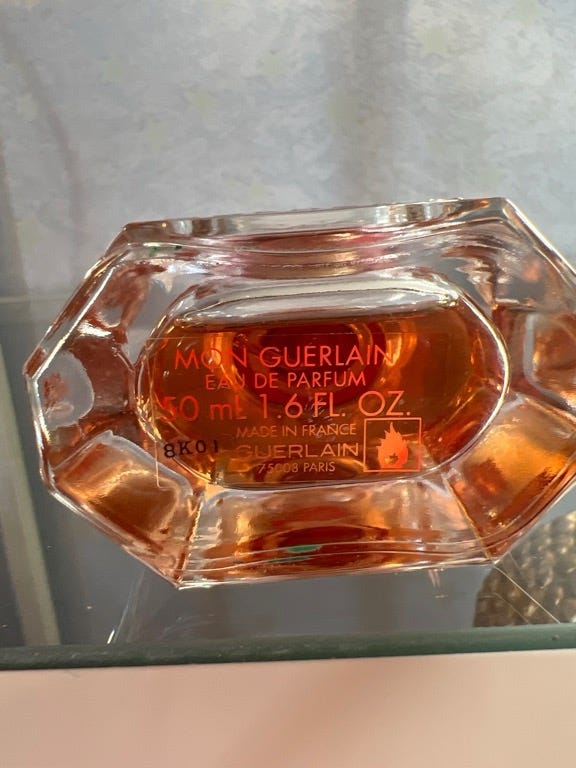 MON GUERLAIN
EAU DE PARFUM
50 mL 1.6 FL. OZ.
MADE IN FRANCE
8K01 GUERLAIN
75008 PARIS